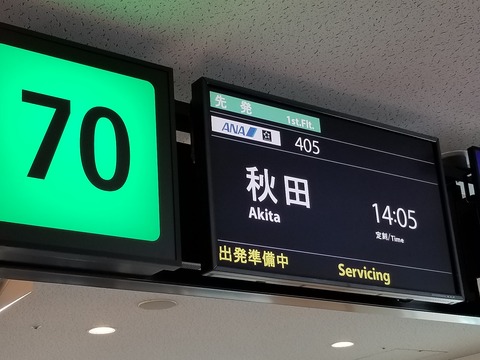 70
先発 1st.Flt.
ANA 405
秋田
Akita
14:05
定刻/Time
出発準備中 Servicing